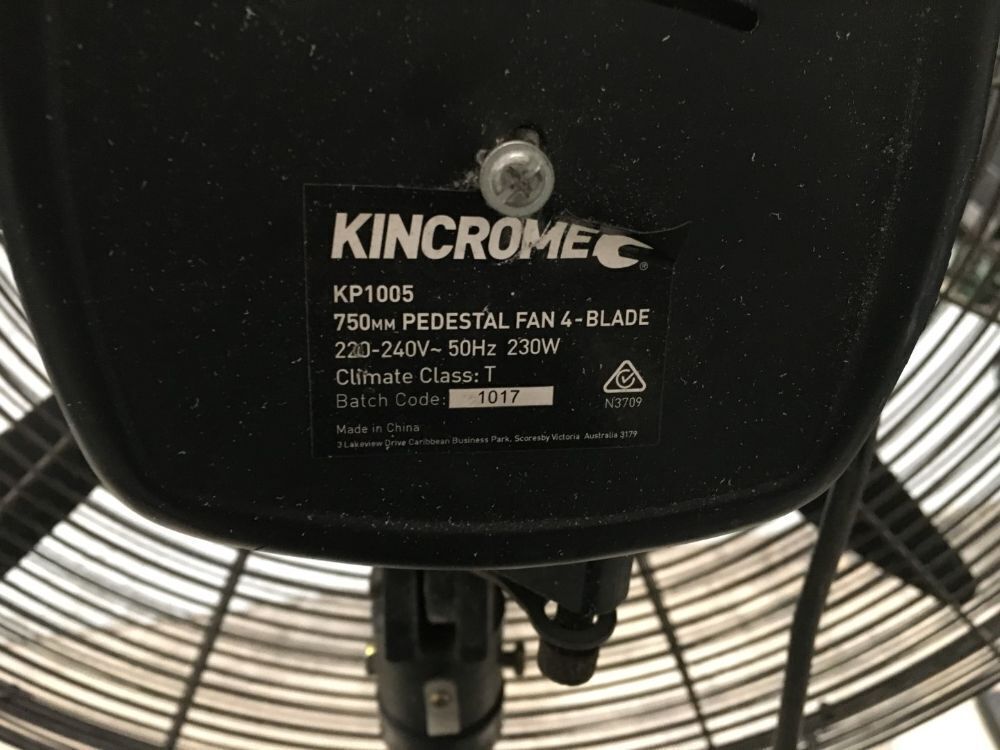 KINCROME®
KP1005
750MM PEDESTAL FAN 4-BLADE
220-240V~ 50Hz 230W
Climate Class: T
Batch Code: 1017
N3709
Made in China
3 Lakeview Drive Caribbean Business Park, Scoresby Victoria Australia 3179